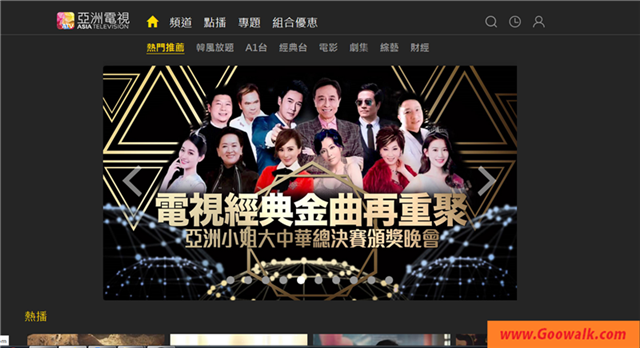 亞洲電視 頻道 點播 專題 組合優惠
ASIA TELEVISION
熱門推薦 韓風放題 A1台 經典台 電影 劇集 綜藝 財經
電視經典金曲再重聚
亞洲小姐大中華總決賽頒獎晚會
熱播
www.Goowalk.com